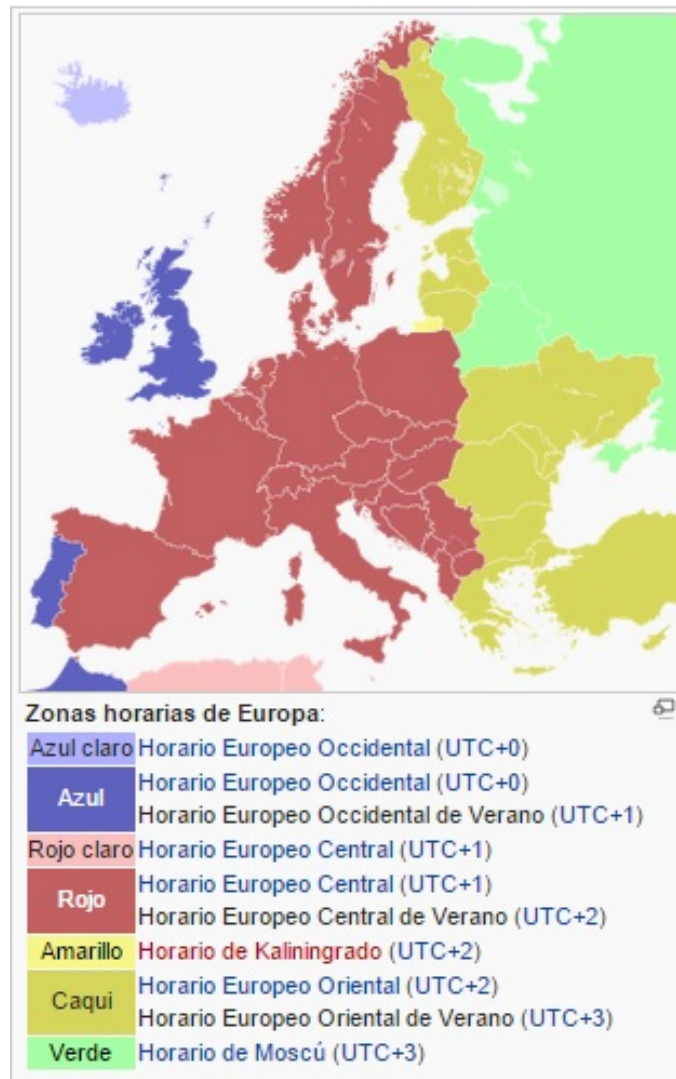 Zonas horarias de Europa:
Azul claro Horario Europeo Occidental (UTC+0)
Azul Horario Europeo Occidental (UTC+0)
Horario Europeo Occidental de Verano (UTC+1)
Rojo claro Horario Europeo Central (UTC+1)
Rojo Horario Europeo Central (UTC+1)
Horario Europeo Central de Verano (UTC+2)
Amarillo Horario de Kaliningrado (UTC+2)
Caqui Horario Europeo Oriental (UTC+2)
Horario Europeo Oriental de Verano (UTC+3)
Verde Horario de Moscú (UTC+3)